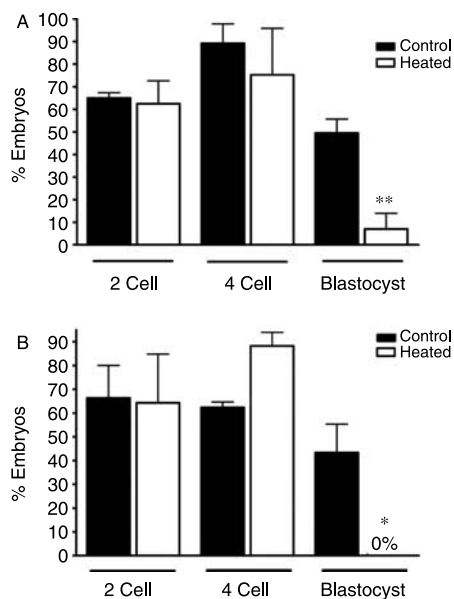 A
Control
Heated
% Embryos
100
90
80
70
60
50
40
30
20
10
0
**
2 Cell
4 Cell
Blastocyst
B
Control
Heated
% Embryos
90
80
70
60
50
40
30
20
10
0
*
0%
2 Cell
4 Cell
Blastocyst